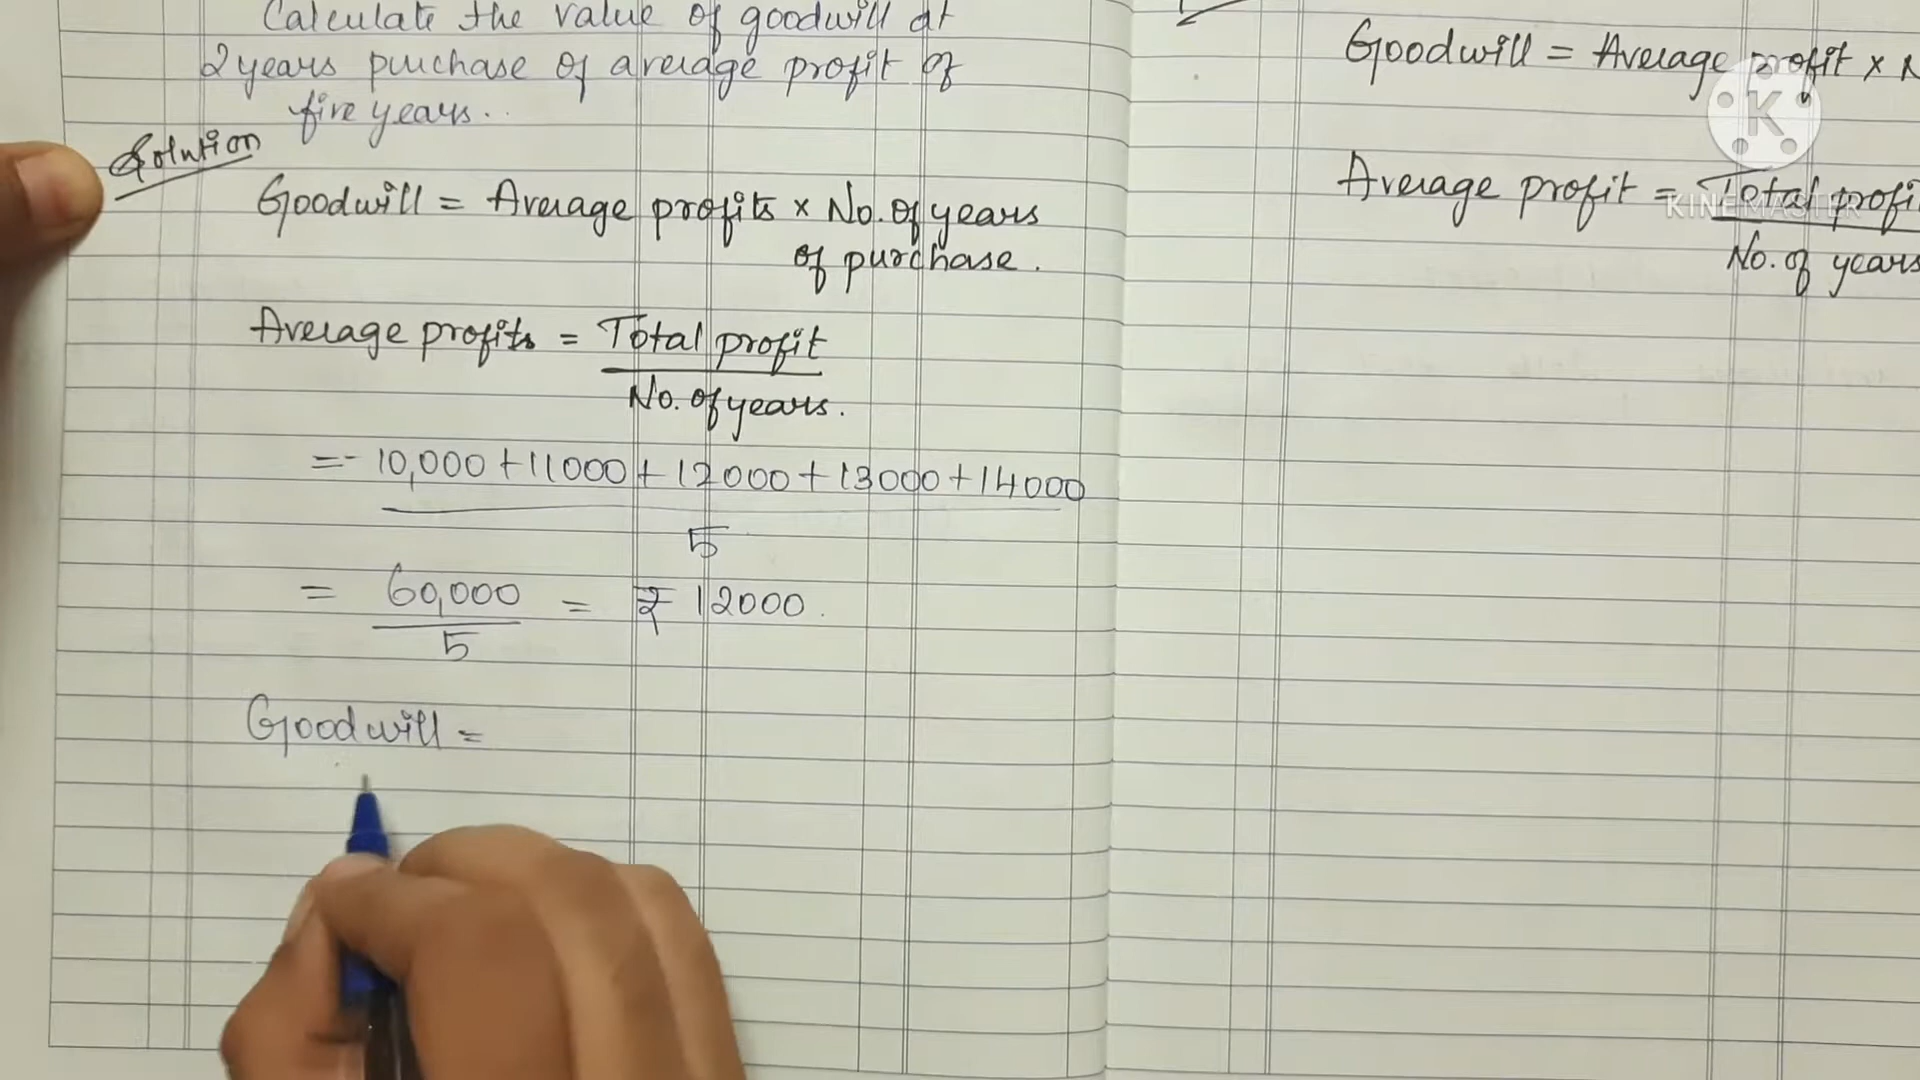 Calculate the value of goodwill at
2 years purchase of average profit of
five years..
Solution
Goodwill = Average profits × No. of years
of purchase.
Average profits = Total profit
No. of years.
= 10,000 + 11000 + 12000 + 13000 + 14000
5
= 60,000 = ₹ 12000.
5
Goodwill =
Goodwill = Average profit ×
Average profit = Total profi
No. of years
K
KINEMASTER